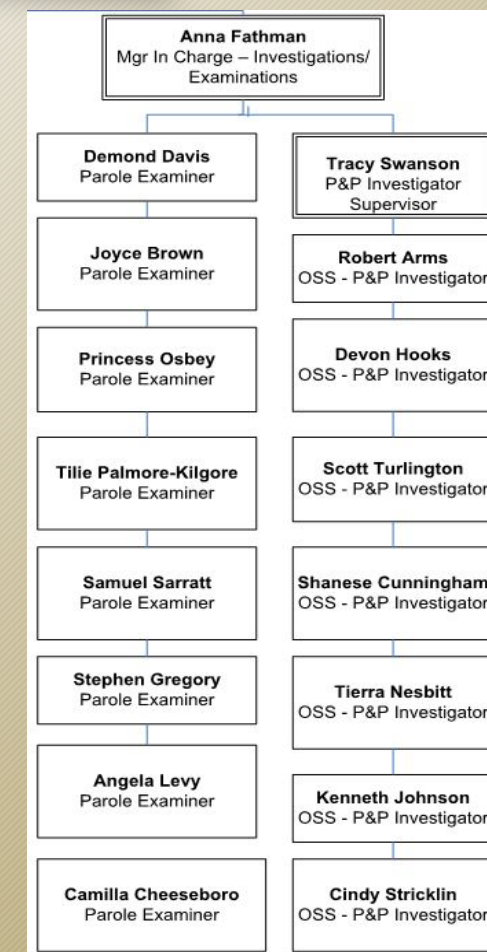 Anna Fathman
Mgr In Charge – Investigations/
Examinations
Demond Davis
Parole Examiner
Joyce Brown
Parole Examiner
Princess Osbey
Parole Examiner
Tilie Palmore-Kilgore
Parole Examiner
Samuel Sarratt
Parole Examiner
Stephen Gregory
Parole Examiner
Angela Levy
Parole Examiner
Camilla Cheeseboro
Parole Examiner
Tracy Swanson
P&P Investigator
Supervisor
Robert Arms
OSS - P&P Investigator
Devon Hooks
OSS - P&P Investigator
Scott Turlington
OSS - P&P Investigator
Shanese Cunningham
OSS - P&P Investigator
Tierra Nesbitt
OSS - P&P Investigator
Kenneth Johnson
OSS - P&P Investigator
Cindy Stricklin
OSS - P&P Investigator